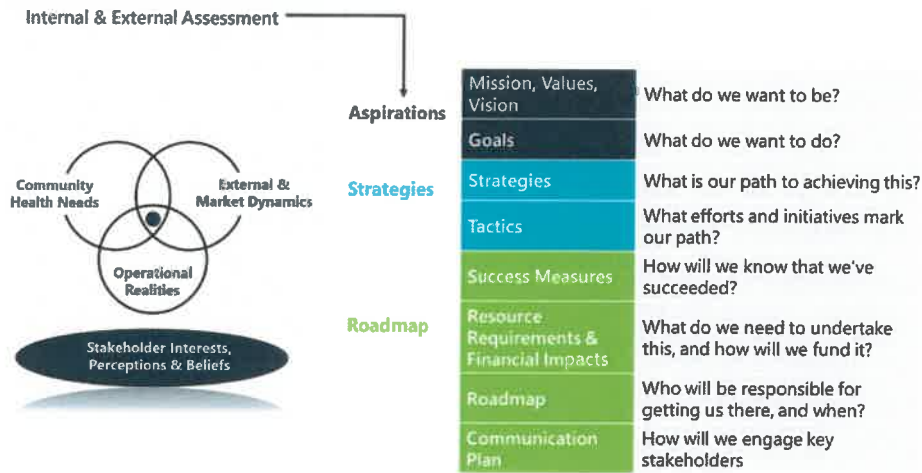 Internal & External Assessment
Community
Health Needs
External &
Market Dynamics
Operational
Realities
Stakeholder Interests,
Perceptions & Beliefs
Aspirations
Mission, Values,
Vision
What do we want to be?
Goals
What do we want to do?
Strategies
Strategies
What is our path to achieving this?
Tactics
What efforts and initiatives mark
our path?
Roadmap
Success Measures
How will we know that we've
succeeded?
Resource
Requirements &
Financial Impacts
What do we need to undertake
this, and how will we fund it?
Roadmap
Who will be responsible for
getting us there, and when?
Communication
Plan
How will we engage key
stakeholders